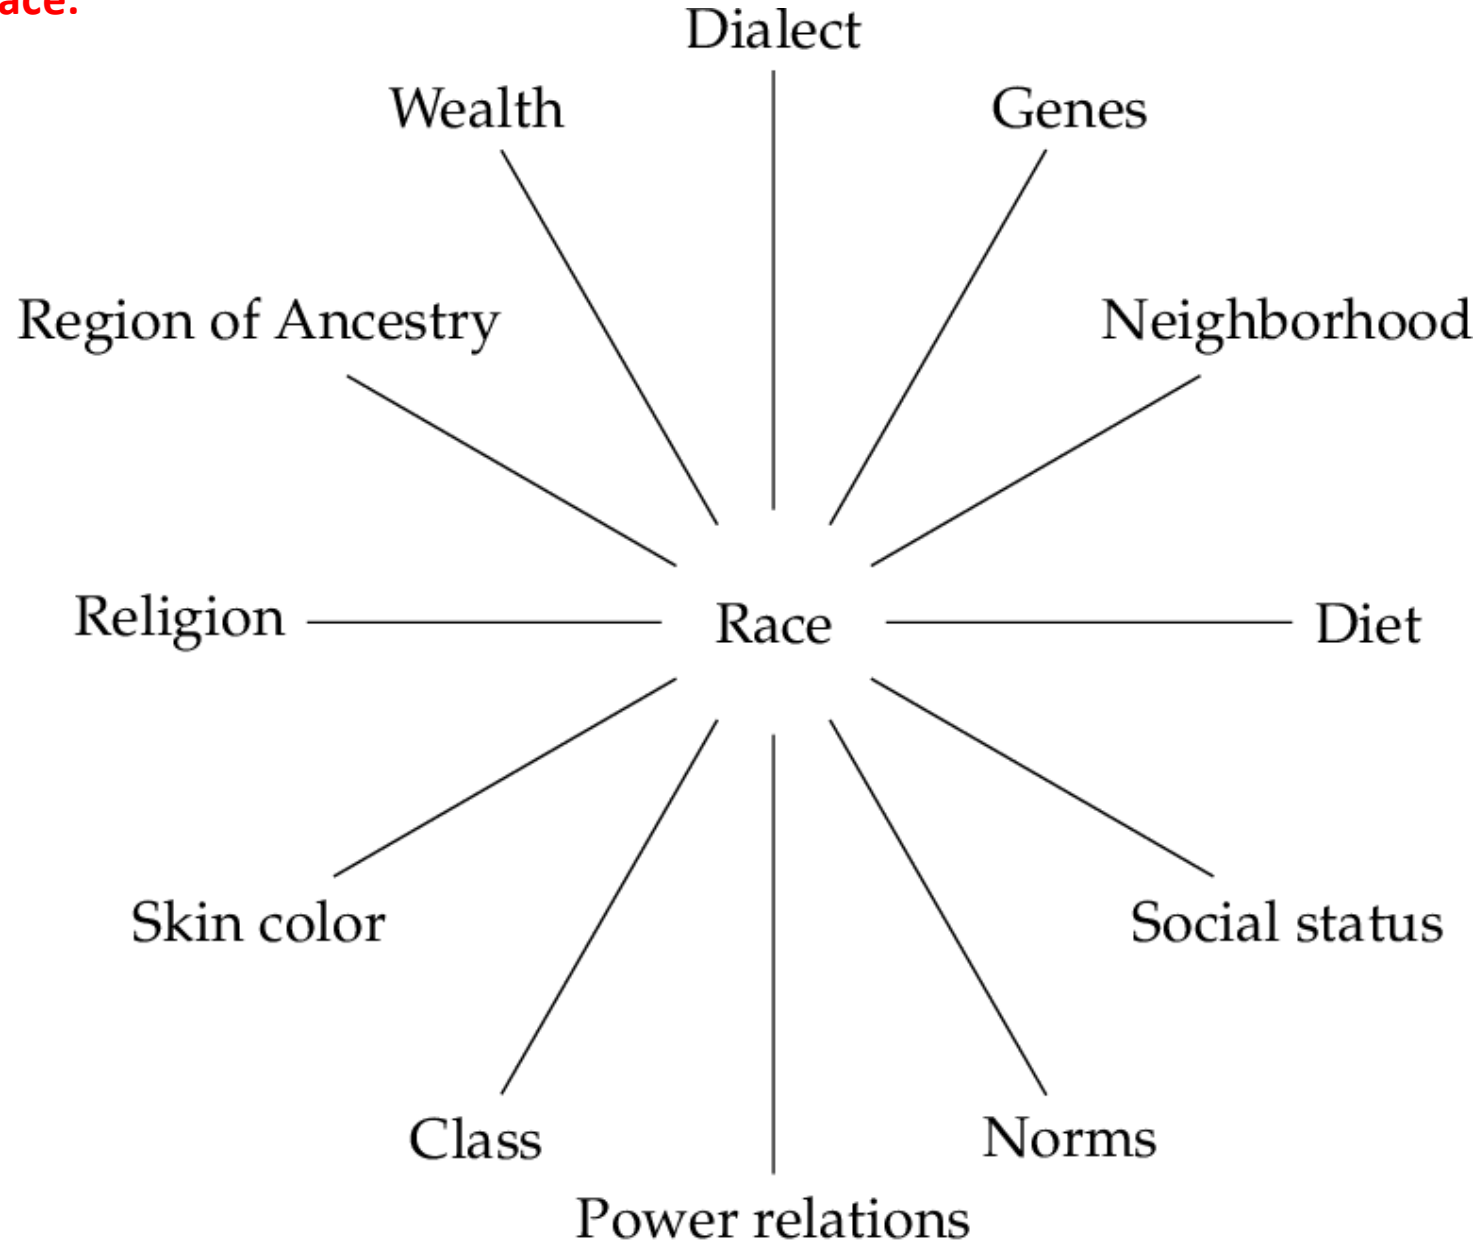 Dialect
Wealth
Genes
Region of Ancestry
Neighborhood
Religion
Race
Diet
Skin color
Social status
Class
Norms
Power relations